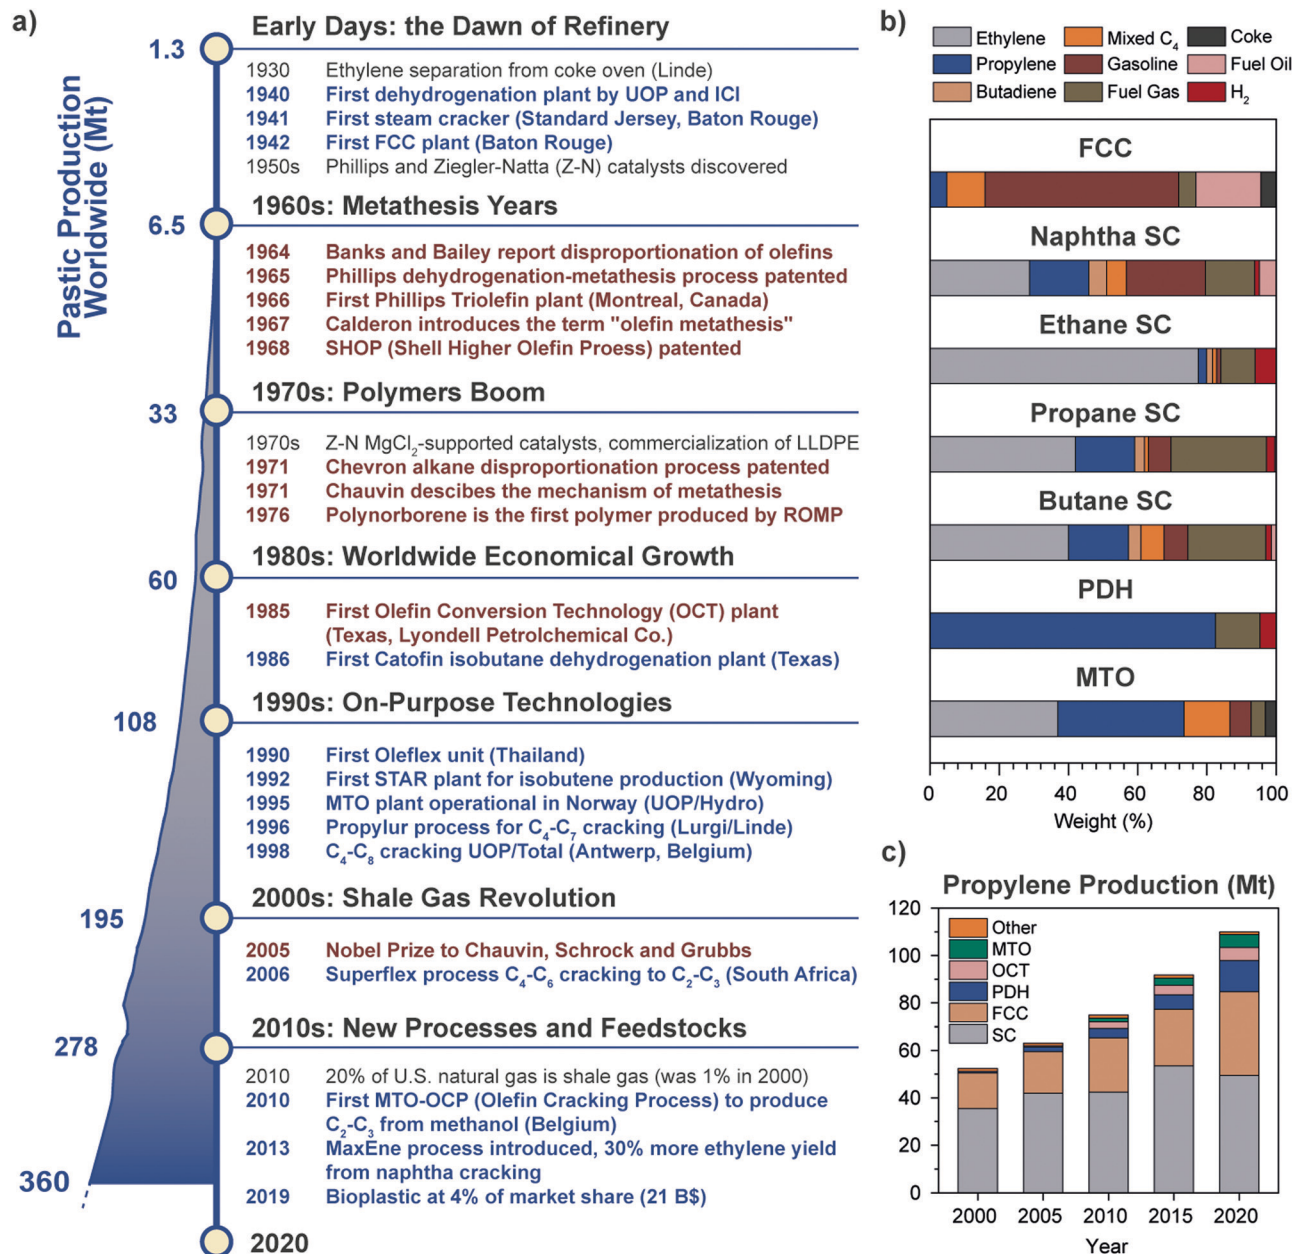 a)
Pastic Production
Worldwide (Mt)
1.3
Early Days: the Dawn of Refinery
1930 Ethylene separation from coke oven (Linde)
1940 First dehydrogenation plant by UOP and ICI
1941 First steam cracker (Standard Jersey, Baton Rouge)
1942 First FCC plant (Baton Rouge)
1950s Phillips and Ziegler-Natta (Z-N) catalysts discovered
6.5
1960s: Metathesis Years
1964 Banks and Bailey report disproportionation of olefins
1965 Phillips dehydrogenation-metathesis process patented
1966 First Phillips Triolefin plant (Montreal, Canada)
1967 Calderon introduces the term "olefin metathesis"
1968 SHOP (Shell Higher Olefin Proess) patented
33
1970s: Polymers Boom
1970s Z-N MgCl₂-supported catalysts, commercialization of LLDPE
1971 Chevron alkane disproportionation process patented
1971 Chauvin descibes the mechanism of metathesis
1976 Polynorborene is the first polymer produced by ROMP
60
1980s: Worldwide Economical Growth
1985 First Olefin Conversion Technology (OCT) plant
(Texas, Lyondell Petrolchemical Co.)
1986 First Catofin isobutane dehydrogenation plant (Texas)
108
1990s: On-Purpose Technologies
1990 First Oleflex unit (Thailand)
1992 First STAR plant for isobutene production (Wyoming)
1995 MTO plant operational in Norway (UOP/Hydro)
1996 Propylur process for C₄-C₇ cracking (Lurgi/Linde)
1998 C₄-C₈ cracking UOP/Total (Antwerp, Belgium)
195
2000s: Shale Gas Revolution
2005 Nobel Prize to Chauvin, Schrock and Grubbs
2006 Superflex process C₄-C₆ cracking to C₂-C₃ (South Africa)
278
2010s: New Processes and Feedstocks
2010 20% of U.S. natural gas is shale gas (was 1% in 2000)
2010 First MTO-OCP (Olefin Cracking Process) to produce
C₂-C₃ from methanol (Belgium)
2013 MaxEne process introduced, 30% more ethylene yield
from naphtha cracking
2019 Bioplastic at 4% of market share (21 B$)
360
2020
b)
Ethylene Mixed C₄ Coke
Propylene Gasoline Fuel Oil
Butadiene Fuel Gas H₂
FCC
Naphtha SC
Ethane SC
Propane SC
Butane SC
PDH
MTO
0 20 40 60 80 100
Weight (%)
c)
Propylene Production (Mt)
120
100
80
60
40
20
0
Other
MTO
OCT
PDH
FCC
SC
2000 2005 2010 2015 2020
Year